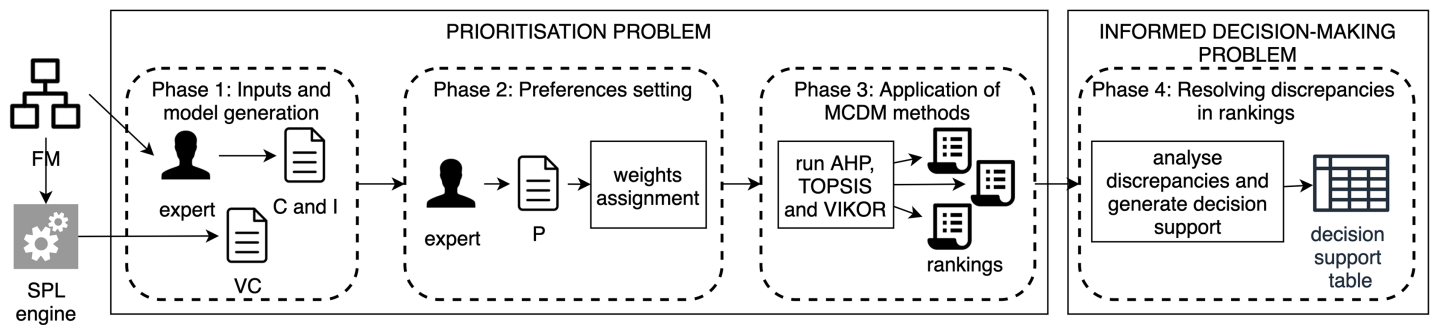 PRIORITISATION PROBLEM
INFORMED DECISION-MAKING
PROBLEM
FM
SPL
engine
Phase 1: Inputs and
model generation
expert
C and I
VC
Phase 2: Preferences setting
expert
P
weights
assignment
Phase 3: Application of
MCDM methods
run AHP,
TOPSIS
and VIKOR
rankings
Phase 4: Resolving discrepancies
in rankings
analyse
discrepancies and
generate decision
support
decision
support
table